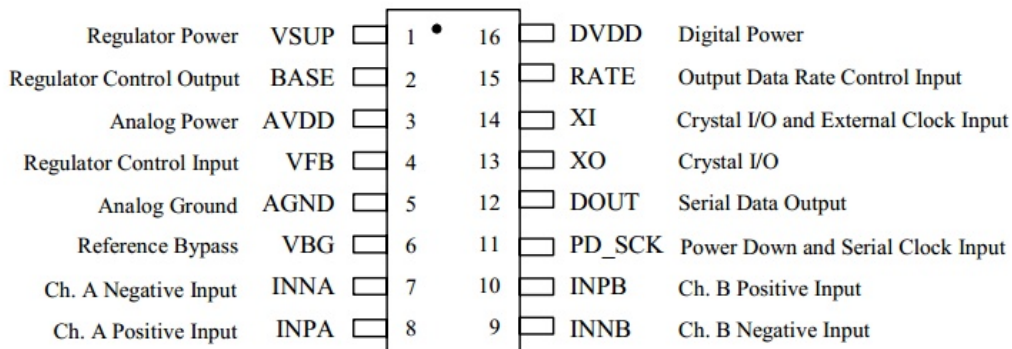 Regulator Power VSUP 1 16 DVDD Digital Power
Regulator Control Output BASE 2 15 RATE Output Data Rate Control Input
Analog Power AVDD 3 14 XI Crystal I/O and External Clock Input
Regulator Control Input VFB 4 13 XO Crystal I/O
Analog Ground AGND 5 12 DOUT Serial Data Output
Reference Bypass VBG 6 11 PD_SCK Power Down and Serial Clock Input
Ch. A Negative Input INNA 7 10 INPB Ch. B Positive Input
Ch. A Positive Input INPA 8 9 INNB Ch. B Negative Input